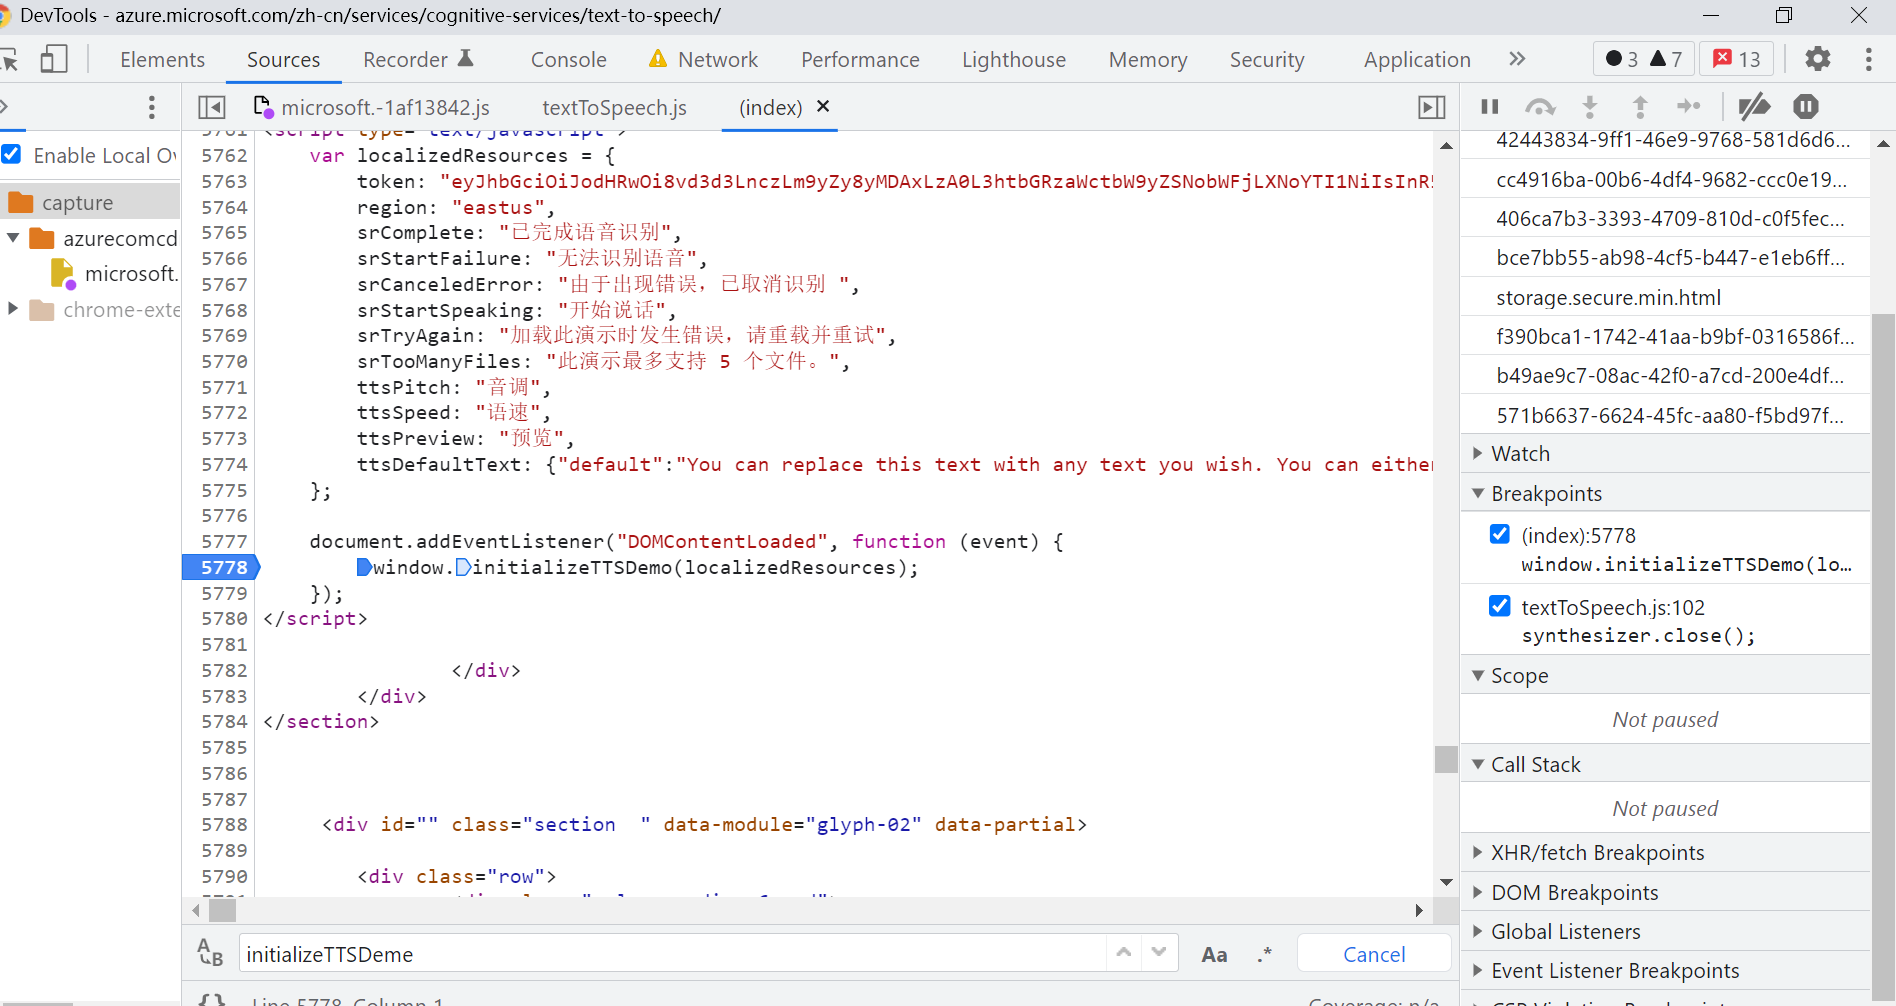 DevTools - azure.microsoft.com/zh-cn/services/cognitive-services/text-to-speech/
Elements Sources Recorder Console Network Performance Lighthouse Memory Security Application 3 7 13
microsoft.-1af13842.js textToSpeech.js (index)
Enable Local Ov
capture
azurecomcd
microsoft.
chrome-exte
5761 <script type="text/javascript">
5762 var localizedResources = {
5763 token: "eyJhbGciOiJodHRwOi8vd3d3LnczLm9yZy8yMDAxLzA0L3htbGRzaWctbW9yZSNobWFjLXNoYTI1NiIsInR5
5764 region: "eastus",
5765 srComplete: "已完成语音识别",
5766 srStartFailure: "无法识别语音",
5767 srCanceledError: "由于出现错误，已取消识别 ",
5768 srStartSpeaking: "开始说话",
5769 srTryAgain: "加载此演示时发生错误，请重载并重试",
5770 srTooManyFiles: "此演示最多支持 5 个文件。",
5771 ttsPitch: "音调",
5772 ttsSpeed: "语速",
5773 ttsPreview: "预览",
5774 ttsDefaultText: {"default":"You can replace this text with any text you wish. You can either
5775 };
5776
5777 document.addEventListener("DOMContentLoaded", function (event) {
5778 window.initializeTTSDemo(localizedResources);
5779 });
5780 </script>
5781
5782 </div>
5783 </div>
5784 </section>
5785
5786
5787
5788 <div id="" class="section  " data-module="glyph-02" data-partial>
5789
5790 <div class="row">
initializeTTSDeme
Aa .* Cancel
{} Line 5778, Column 1 Coverage: n/a
42443834-9ff1-46e9-9768-581d6d6...
cc4916ba-00b6-4df4-9682-ccc0e19...
406ca7b3-3393-4709-810d-c0f5fec...
bce7bb55-ab98-4cf5-b447-e1eb6ff...
storage.secure.min.html
f390bca1-1742-41aa-b9bf-0316586f...
b49ae9c7-08ac-42f0-a7cd-200e4df...
571b6637-6624-45fc-aa80-f5bd97f...
Watch
Breakpoints
(index):5778
window.initializeTTSDemo(lo...
textToSpeech.js:102
synthesizer.close();
Scope
Not paused
Call Stack
Not paused
XHR/fetch Breakpoints
DOM Breakpoints
Global Listeners
Event Listener Breakpoints